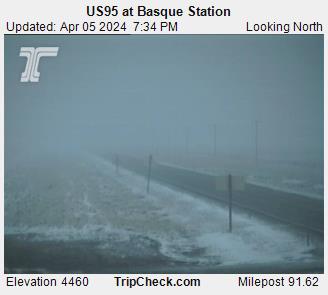 US95 at Basque Station
Updated: Apr 05 2024 7:34 PM Looking North
Elevation 4460 TripCheck.com Milepost 91.62